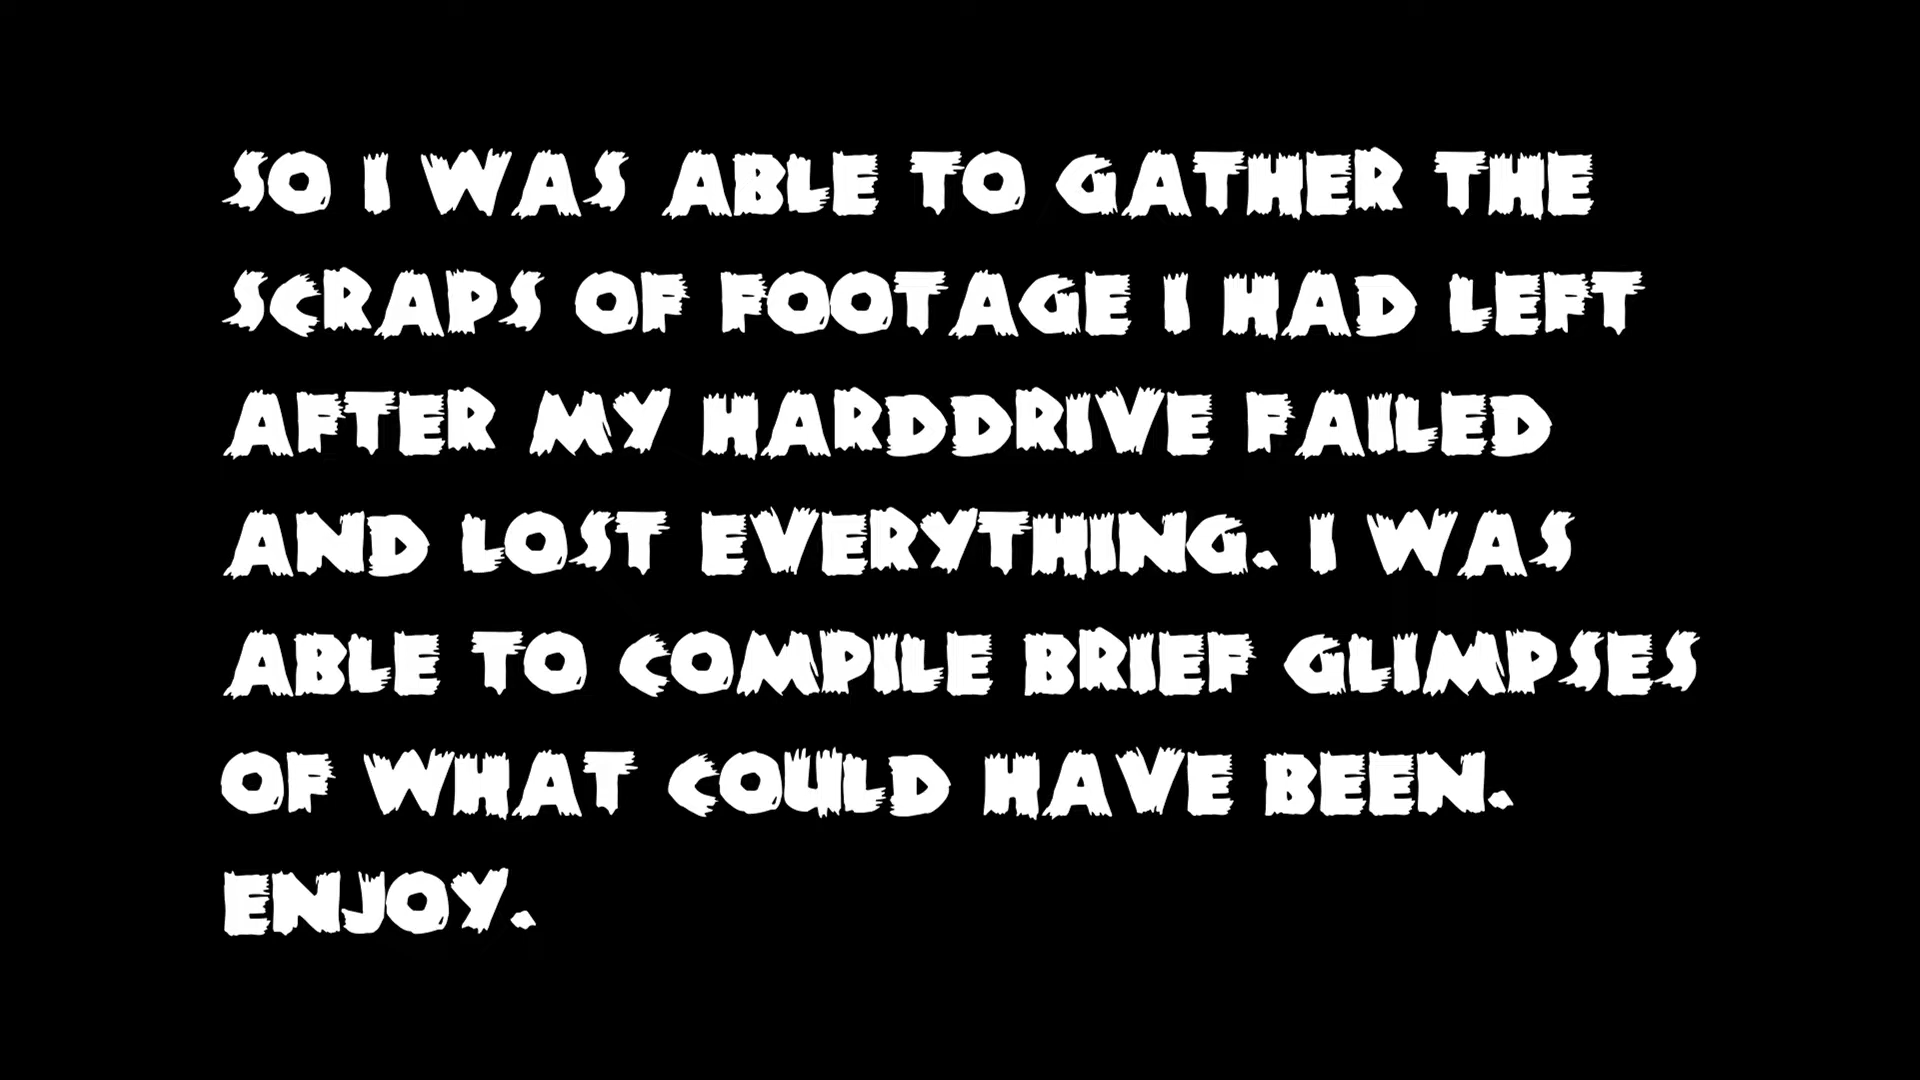 SO I WAS ABLE TO GATHER THE
SCRAPS OF FOOTAGE I HAD LEFT
AFTER MY HARDDRIVE FAILED
AND LOST EVERYTHING. I WAS
ABLE TO COMPILE BRIEF GLIMPSES
OF WHAT COULD HAVE BEEN.
ENJOY.